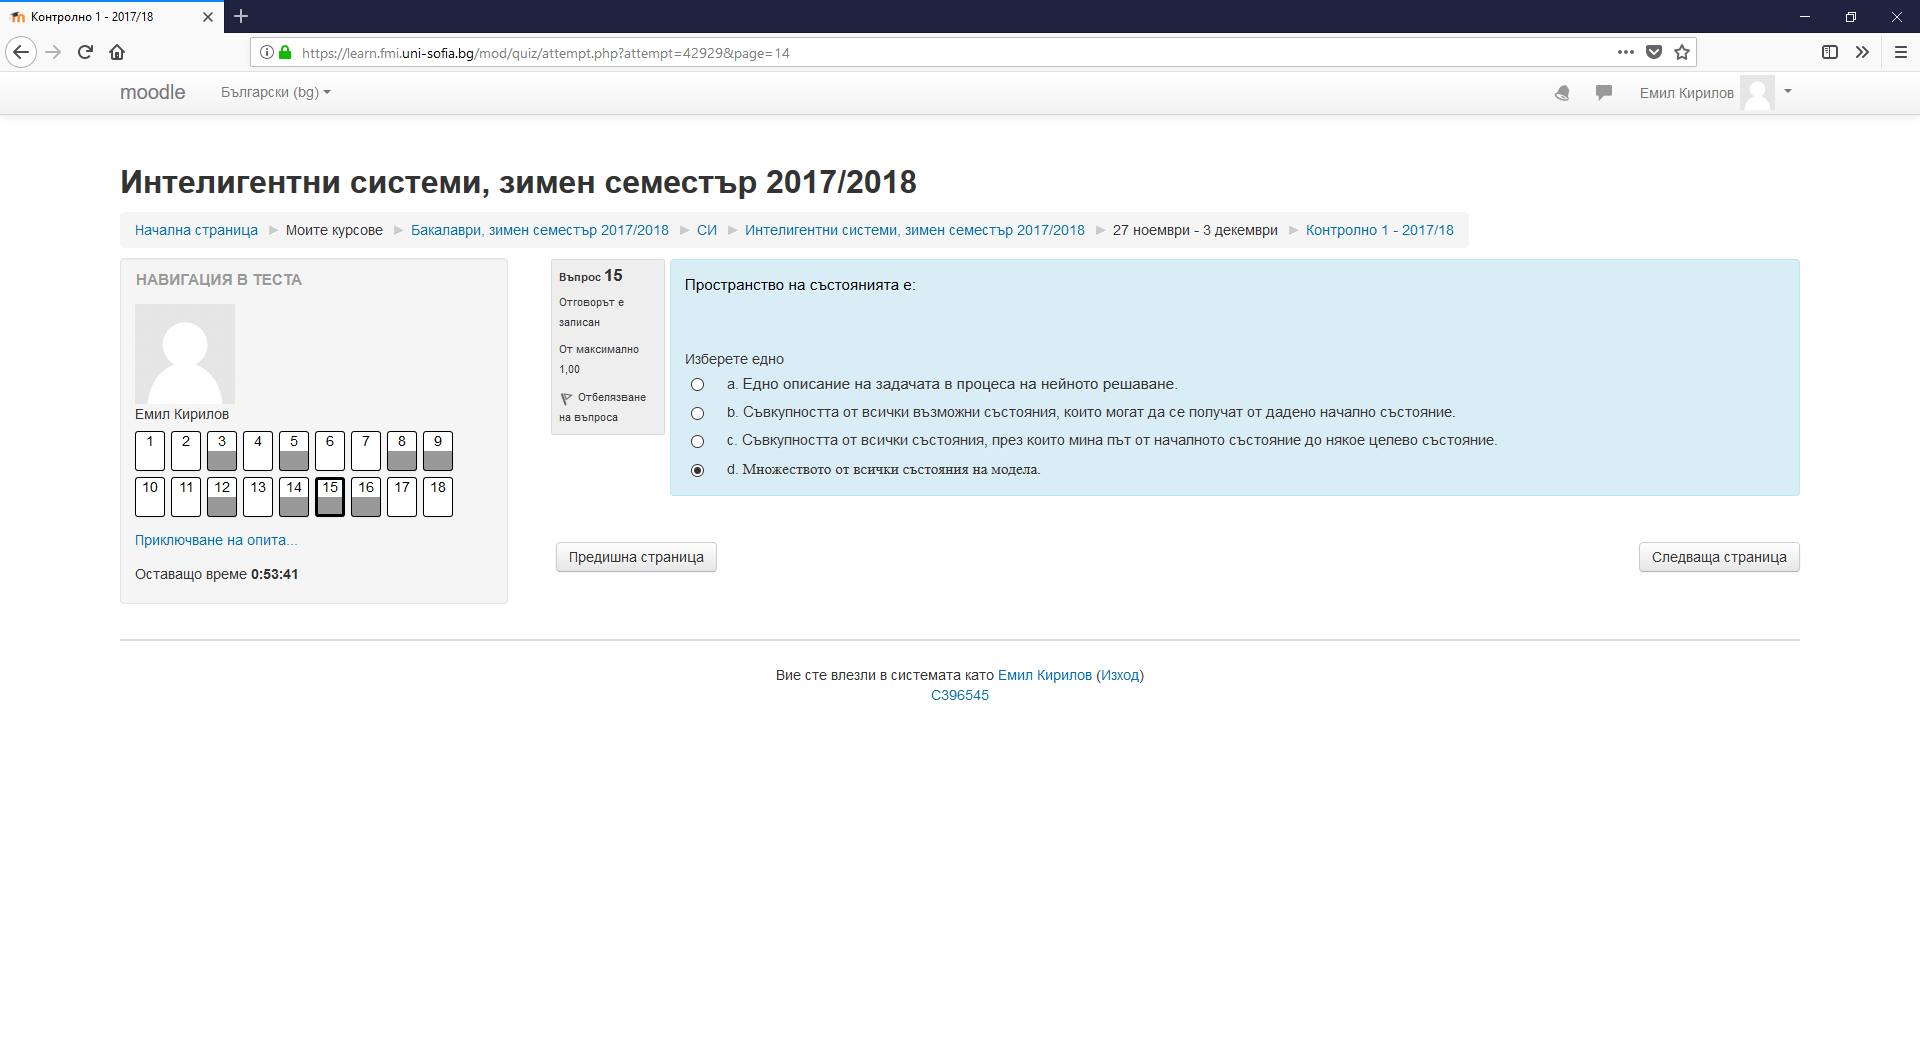 Контролно 1 - 2017/18
https://learn.fmi.uni-sofia.bg/mod/quiz/attempt.php?attempt=42929&page=14
moodle
Български (bg)
Емил Кирилов
Интелигентни системи, зимен семестър 2017/2018
Начална страница
Моите курсове
Бакалаври, зимен семестър 2017/2018
СИ
Интелигентни системи, зимен семестър 2017/2018
27 ноември - 3 декември
Контролно 1 - 2017/18
НАВИГАЦИЯ В ТЕСТА
Емил Кирилов
1 2 3 4 5 6 7 8 9
10 11 12 13 14 15 16 17 18
Приключване на опита...
Оставащо време 0:53:41
Въпрос 15
Отговорът е
записан
От максимално
1,00
Отбелязване
на въпроса
Пространство на състоянията е:
Изберете едно
a. Едно описание на задачата в процеса на нейното решаване.
b. Съвкупността от всички възможни състояния, които могат да се получат от дадено начално състояние.
c. Съвкупността от всички състояния, през които мина път от началното състояние до някое целево състояние.
d. Множеството от всички състояния на модела.
Предишна страница
Следваща страница
Вие сте влезли в системата като Емил Кирилов (Изход)
C396545